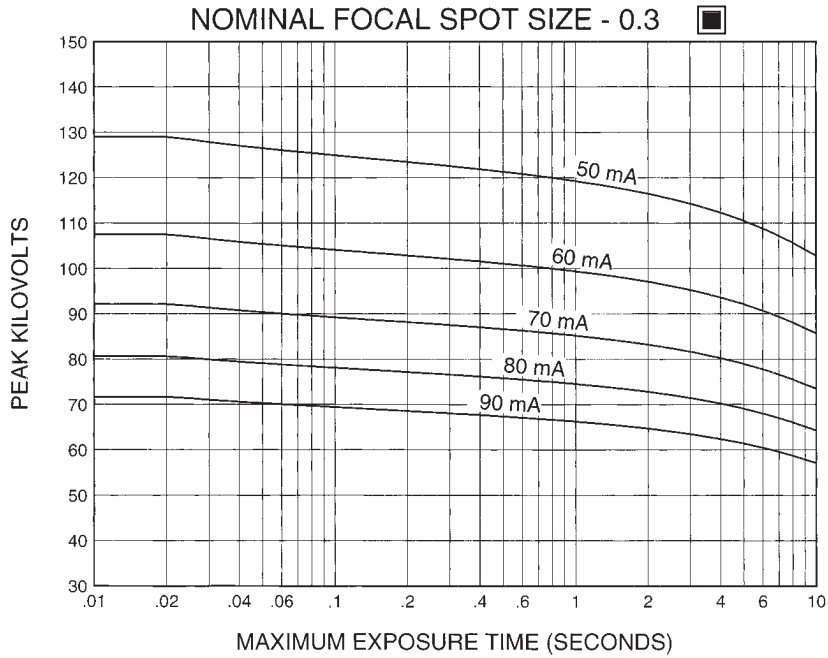 NOMINAL FOCAL SPOT SIZE - 0.3
150
140
130
120
110
100
90
80
70
60
50
40
30
PEAK KILOVOLTS
50 mA
60 mA
70 mA
80 mA
90 mA
.01 .02 .04 .06 .1 .2 .4 .6 1 2 4 6 10
MAXIMUM EXPOSURE TIME (SECONDS)